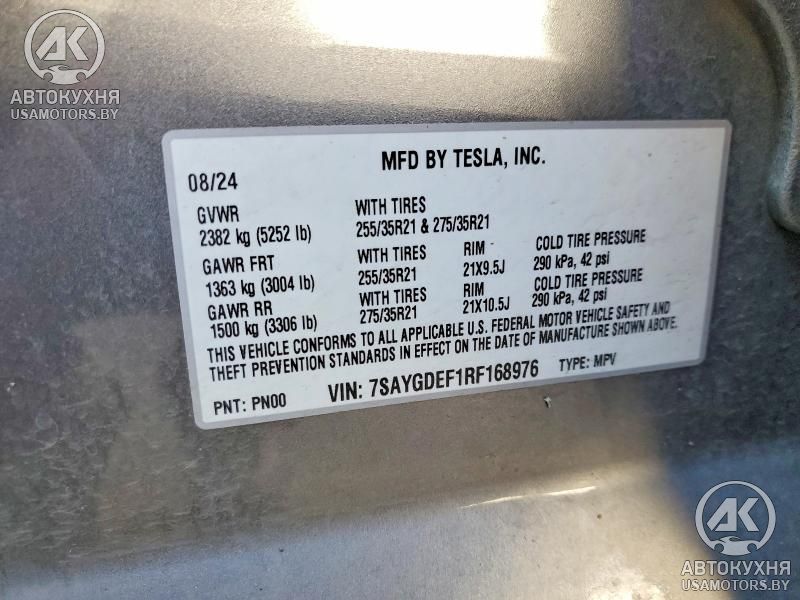 AK
АВТОКУХНЯ
USAMOTORS.BY
MFD BY TESLA, INC.
08/24
GVWR WITH TIRES
2382 kg (5252 lb) 255/35R21 & 275/35R21
GAWR FRT WITH TIRES RIM COLD TIRE PRESSURE
1363 kg (3004 lb) 255/35R21 21X9.5J 290 kPa, 42 psi
GAWR RR WITH TIRES RIM COLD TIRE PRESSURE
1500 kg (3306 lb) 275/35R21 21X10.5J 290 kPa, 42 psi
THIS VEHICLE CONFORMS TO ALL APPLICABLE U.S. FEDERAL MOTOR VEHICLE SAFETY AND
THEFT PREVENTION STANDARDS IN EFFECT ON THE DATE OF MANUFACTURE SHOWN ABOVE.
PNT: PN00 VIN: 7SAYGDEF1RF168976 TYPE: MPV
AK
АВТОКУХНЯ
USAMOTORS.BY